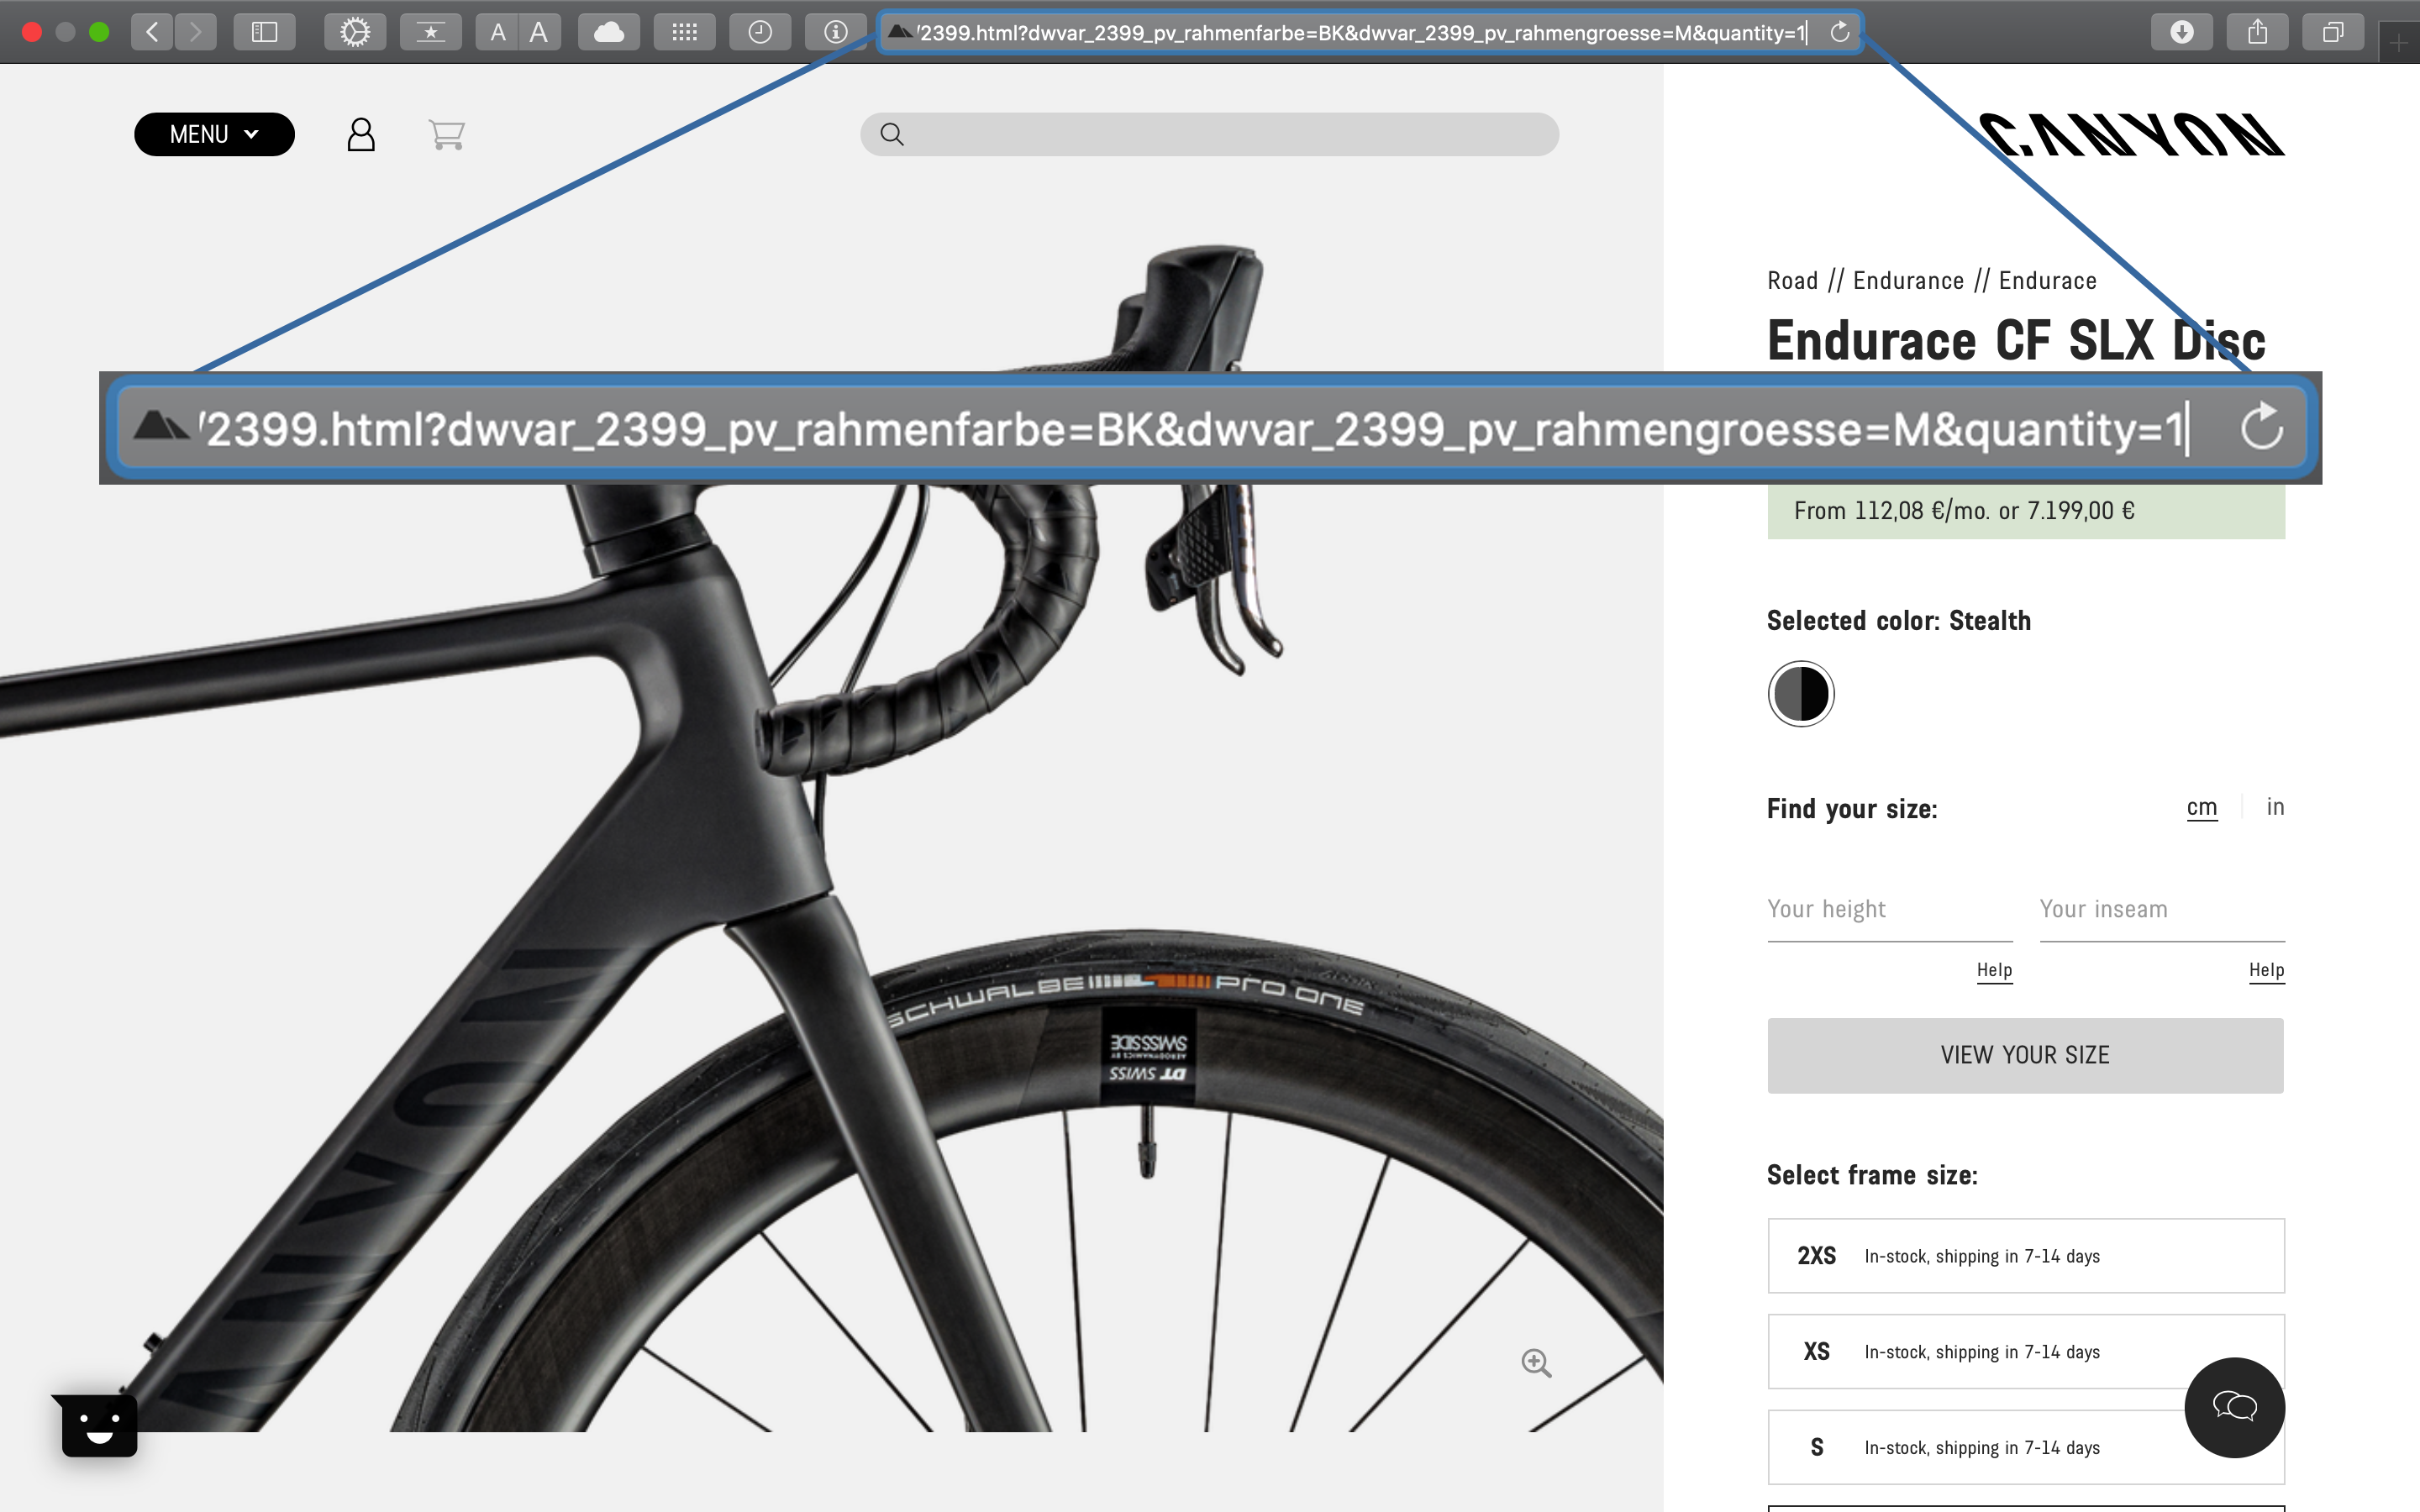 A A
/2399.html?dwvar_2399_pv_rahmenfarbe=BK&dwvar_2399_pv_rahmengroesse=M&quantity=1
MENU
CANYON
Road // Endurance // Endurace
Endurace CF SLX Disc
/2399.html?dwvar_2399_pv_rahmenfarbe=BK&dwvar_2399_pv_rahmengroesse=M&quantity=1
From 112,08 €/mo. or 7.199,00 €
Selected color: Stealth
Find your size:
cm
in
Your height
Your inseam
Help
Help
SCHWALBE PRO ONE
DT SWISS
AERODYNAMICS BY
SWISSSIDE
VIEW YOUR SIZE
Select frame size:
2XS In-stock, shipping in 7-14 days
XS In-stock, shipping in 7-14 days
S In-stock, shipping in 7-14 days